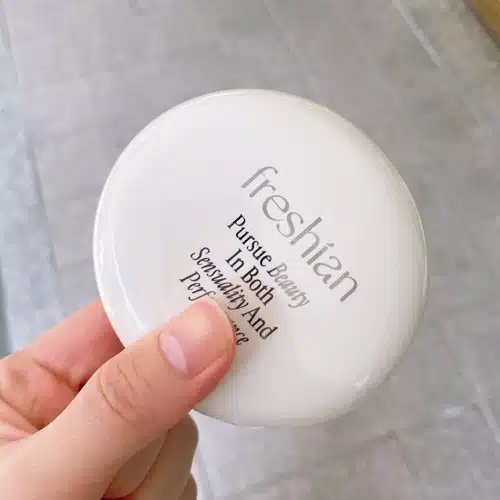 freshian
Pursue Beauty
In Both
Sensuality And